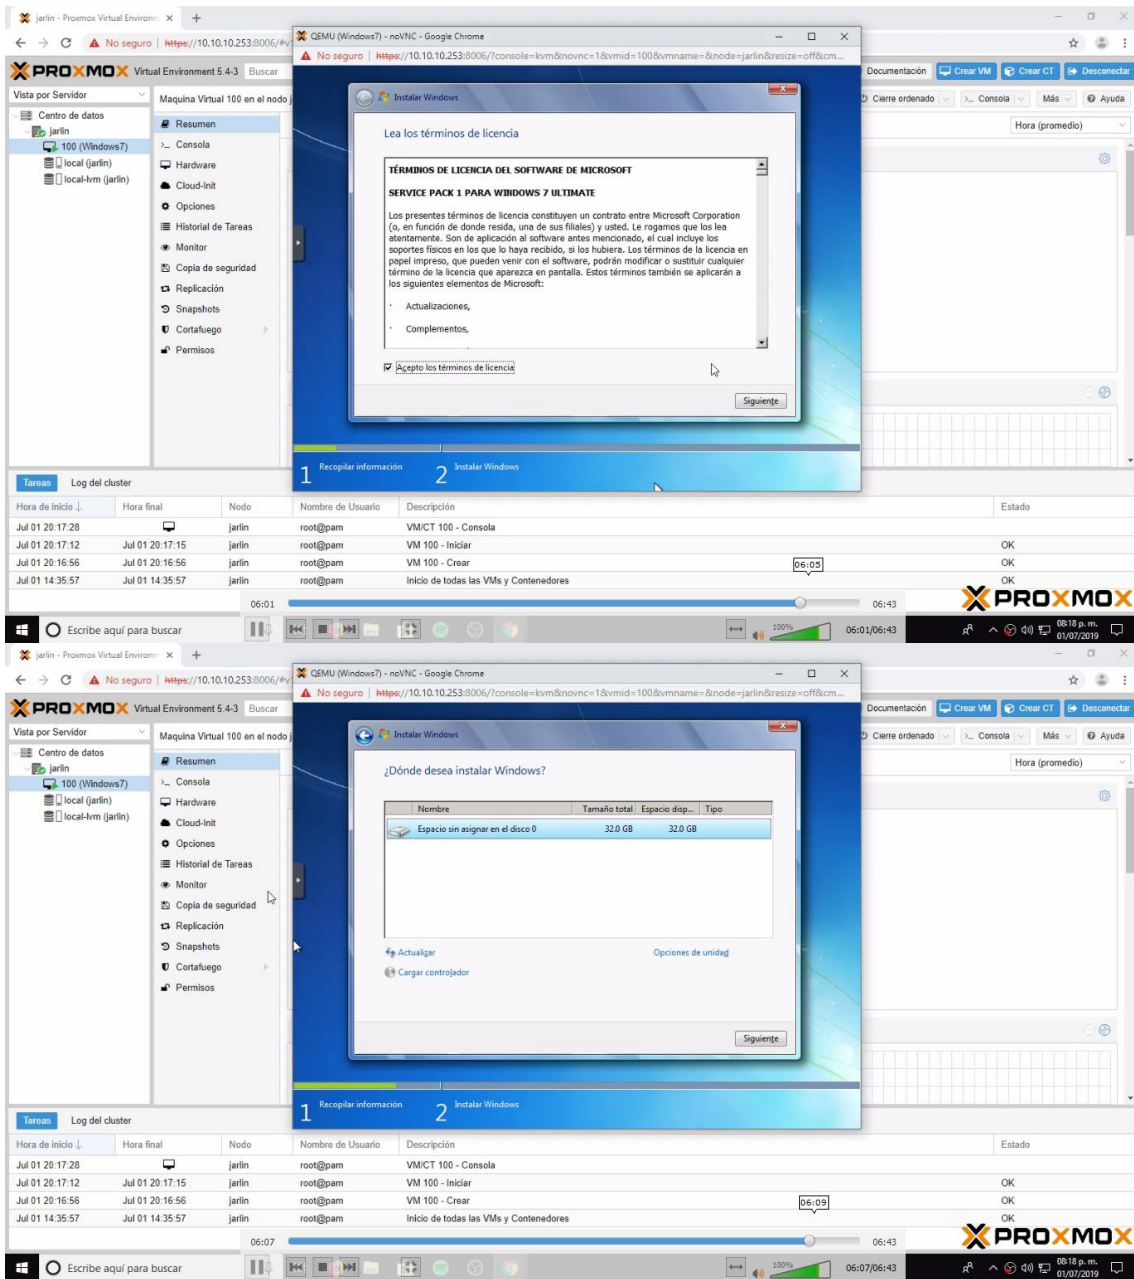 jarlin - Proxmox Virtual Environm
QEMU (Windows7) - noVNC - Google Chrome
No seguro | https://10.10.10.253:8006/#v
No seguro | https://10.10.10.253:8006/?console=kvm&novnc=1&vmid=100&vmname=&node=jarlin&resize=off&cm...
PROXMOX Virtual Environment 5.4-3 Buscar
Documentación Crear VM Crear CT Desconectar
Vista por Servidor
Maquina Virtual 100 en el nodo j
Cierre ordenado Consola Más Ayuda
Centro de datos
jarlin
100 (Windows7)
local (jarlin)
local-lvm (jarlin)
Resumen
Consola
Hardware
Cloud-Init
Opciones
Historial de Tareas
Monitor
Copia de seguridad
Replicación
Snapshots
Cortafuego
Permisos
Hora (promedio)
Instalar Windows
Lea los términos de licencia
TÉRMINOS DE LICENCIA DEL SOFTWARE DE MICROSOFT
SERVICE PACK 1 PARA WINDOWS 7 ULTIMATE
Los presentes términos de licencia constituyen un contrato entre Microsoft Corporation
(o, en función de donde resida, una de sus filiales) y usted. Le rogamos que los lea
atentamente. Son de aplicación al software antes mencionado, el cual incluye los
soportes físicos en los que lo haya recibido, si los hubiera. Los términos de la licencia en
papel impreso, que pueden venir con el software, podrán modificar o sustituir cualquier
término de la licencia que aparezca en pantalla. Estos términos también se aplicarán a
los siguientes elementos de Microsoft:
· Actualizaciones,
· Complementos,
Acepto los términos de licencia
Siguiente
1 Recopilar información 2 Instalar Windows
Tareas Log del cluster
Hora de inicio Hora final Nodo Nombre de Usuario Descripción Estado
Jul 01 20:17:28 jarlin root@pam VM/CT 100 - Consola
Jul 01 20:17:12 Jul 01 20:17:15 jarlin root@pam VM 100 - Iniciar OK
Jul 01 20:16:56 Jul 01 20:16:56 jarlin root@pam VM 100 - Crear OK
06:05
Jul 01 14:35:57 Jul 01 14:35:57 jarlin root@pam Inicio de todas las VMs y Contenedores OK
06:01 06:43
PROXMOX
Escribe aquí para buscar
100%
06:01/06:43
08:18 p. m.
01/07/2019
jarlin - Proxmox Virtual Environm
QEMU (Windows7) - noVNC - Google Chrome
No seguro | https://10.10.10.253:8006/#v
No seguro | https://10.10.10.253:8006/?console=kvm&novnc=1&vmid=100&vmname=&node=jarlin&resize=off&cm...
PROXMOX Virtual Environment 5.4-3 Buscar
Documentación Crear VM Crear CT Desconectar
Vista por Servidor
Maquina Virtual 100 en el nodo j
Cierre ordenado Consola Más Ayuda
Centro de datos
jarlin
100 (Windows7)
local (jarlin)
local-lvm (jarlin)
Resumen
Consola
Hardware
Cloud-Init
Opciones
Historial de Tareas
Monitor
Copia de seguridad
Replicación
Snapshots
Cortafuego
Permisos
Hora (promedio)
Instalar Windows
¿Dónde desea instalar Windows?
Nombre Tamaño total Espacio disp... Tipo
Espacio sin asignar en el disco 0 32.0 GB 32.0 GB
Actualizar
Opciones de unidad
Cargar controlador
Siguiente
1 Recopilar información 2 Instalar Windows
Tareas Log del cluster
Hora de inicio Hora final Nodo Nombre de Usuario Descripción Estado
Jul 01 20:17:28 jarlin root@pam VM/CT 100 - Consola
Jul 01 20:17:12 Jul 01 20:17:15 jarlin root@pam VM 100 - Iniciar OK
Jul 01 20:16:56 Jul 01 20:16:56 jarlin root@pam VM 100 - Crear OK
06:09
Jul 01 14:35:57 Jul 01 14:35:57 jarlin root@pam Inicio de todas las VMs y Contenedores OK
06:07 06:43
PROXMOX
Escribe aquí para buscar
100%
06:07/06:43
08:18 p. m.
01/07/2019